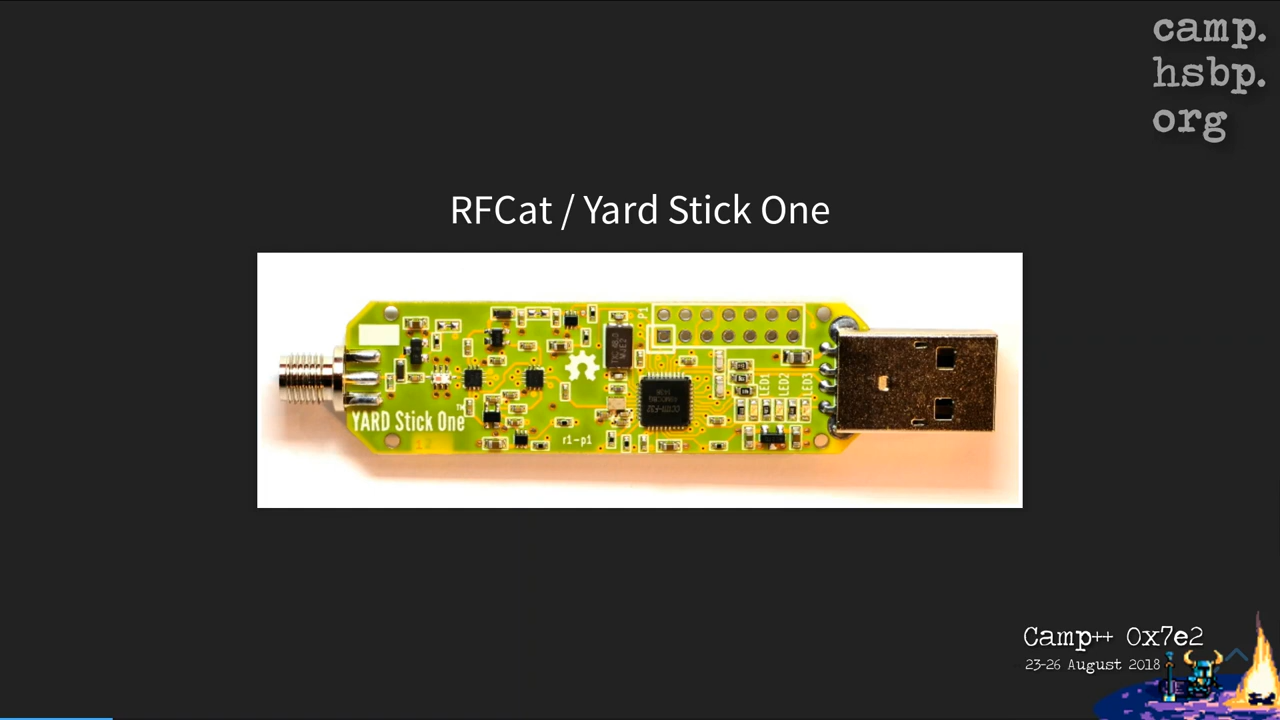 camp.
hsbp.
org
RFCat / Yard Stick One
P1
LED1
LED2
LED3
YARD Stick One™
r1-p1
Camp++ 0x7e2
23-26 August 2018